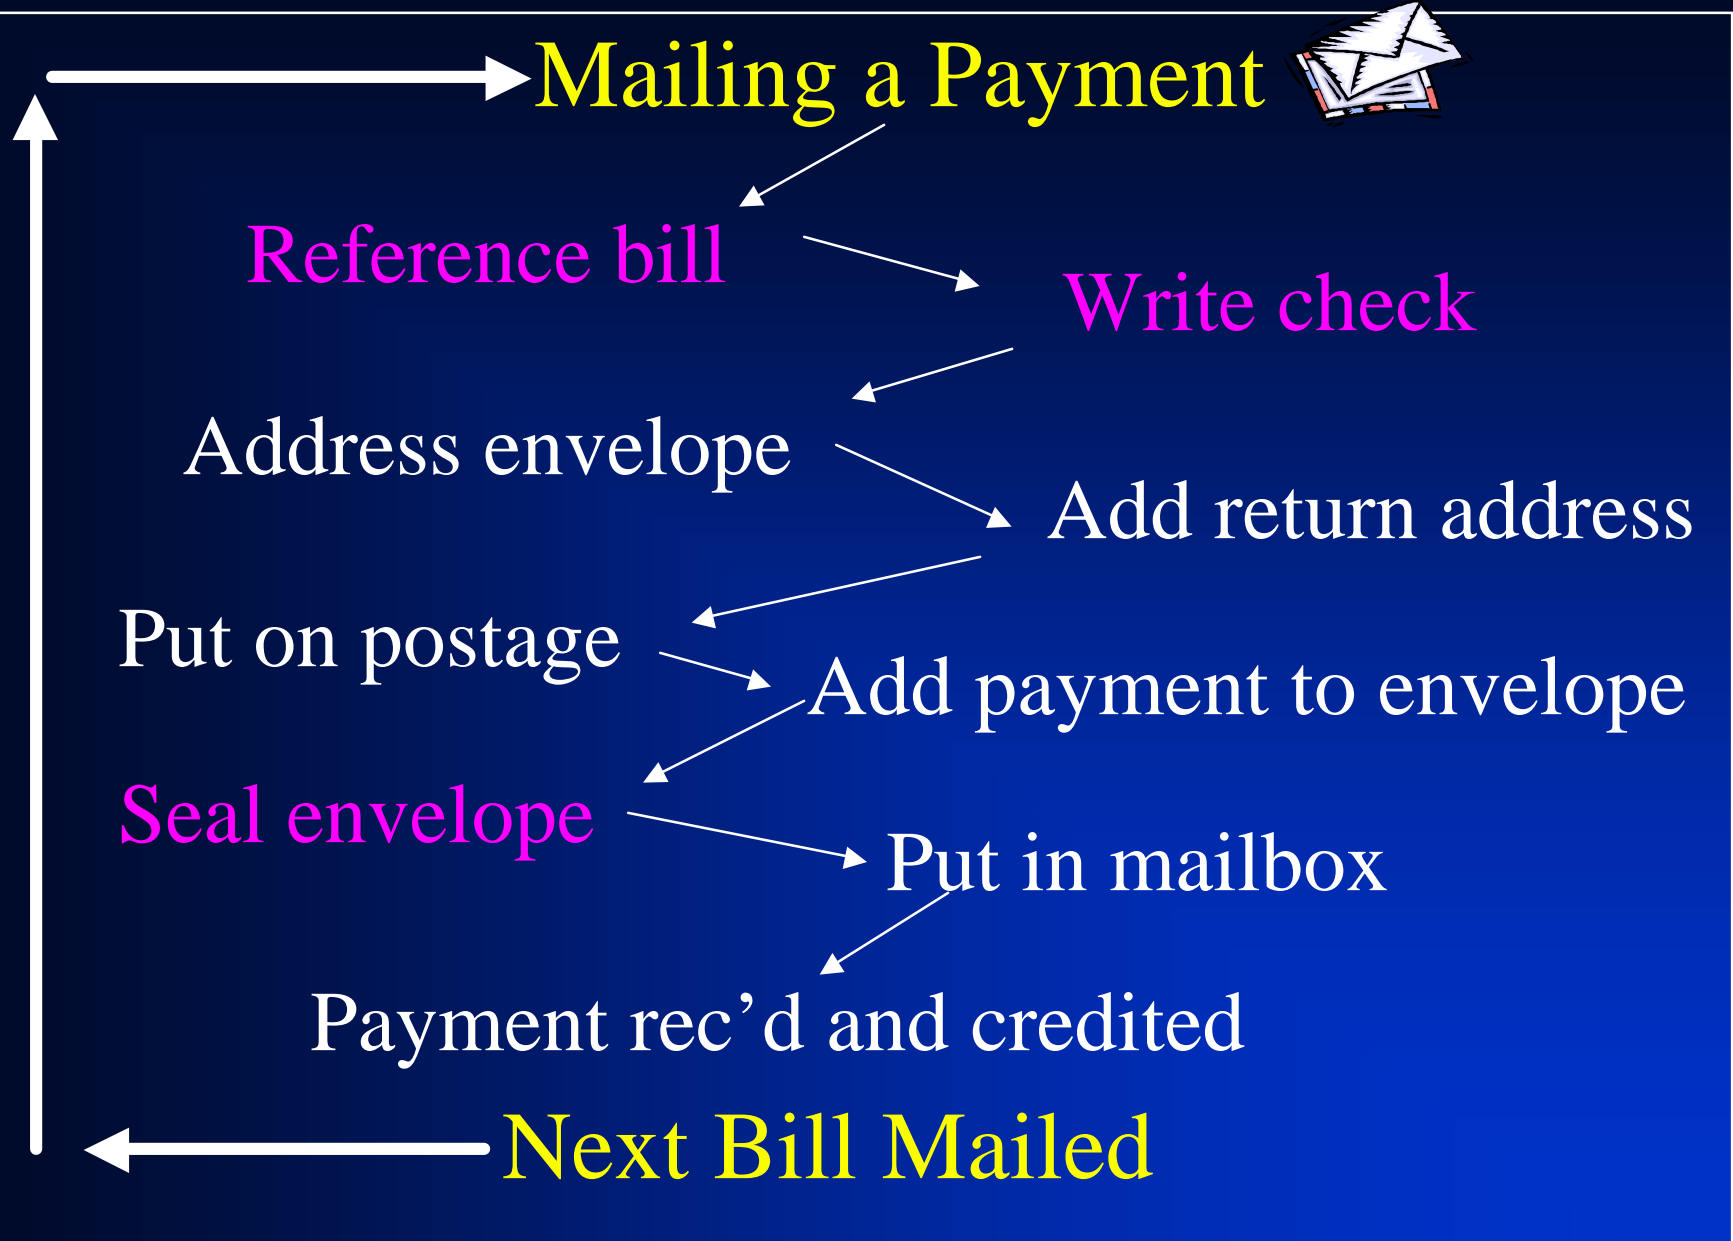 Mailing a Payment
Reference bill
Write check
Address envelope
Add return address
Put on postage
Add payment to envelope
Seal envelope
Put in mailbox
Payment rec’d and credited
Next Bill Mailed